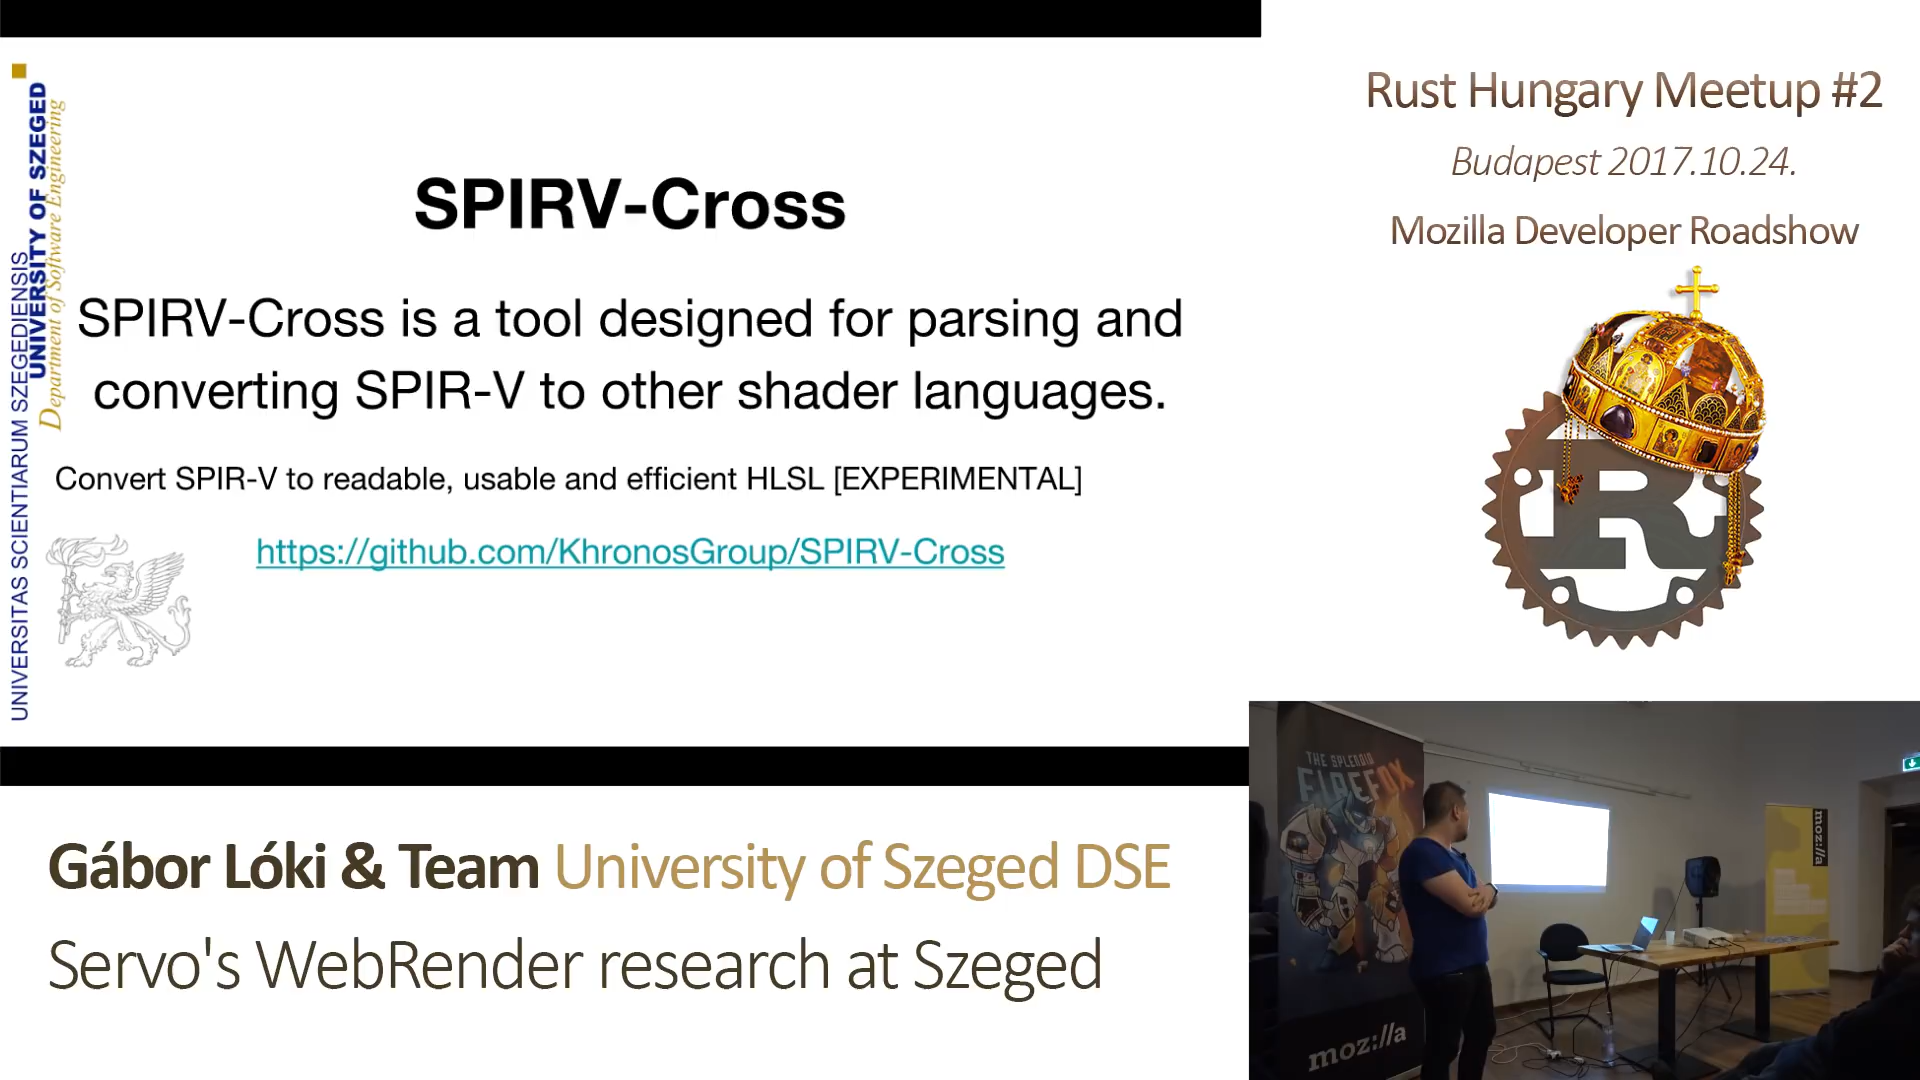 UNIVERSITAS SCIENTIARUM SZEGEDIENSIS
UNIVERSITY OF SZEGED
Department of Software Engineering
SPIRV-Cross
SPIRV-Cross is a tool designed for parsing and
converting SPIR-V to other shader languages.
Convert SPIR-V to readable, usable and efficient HLSL [EXPERIMENTAL]
https://github.com/KhronosGroup/SPIRV-Cross
Rust Hungary Meetup #2
Budapest 2017.10.24.
Mozilla Developer Roadshow
R
Gábor Lóki & Team University of Szeged DSE
Servo's WebRender research at Szeged
THE SPLENDID
FIREFOX
moz://a
moz://a